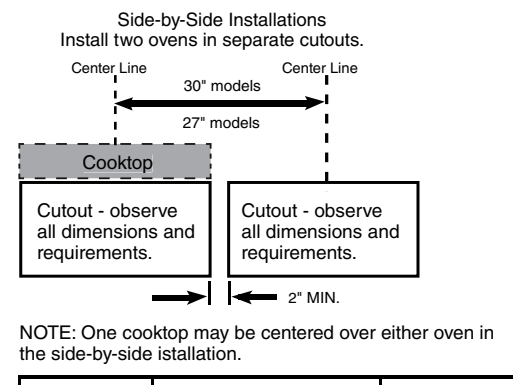 Side-by-Side Installations
Install two ovens in separate cutouts.
Center Line
Center Line
30" models
27" models
Cooktop
Cutout - observe
all dimensions and
requirements.
Cutout - observe
all dimensions and
requirements.
2" MIN.
NOTE: One cooktop may be centered over either oven in
the side-by-side istallation.